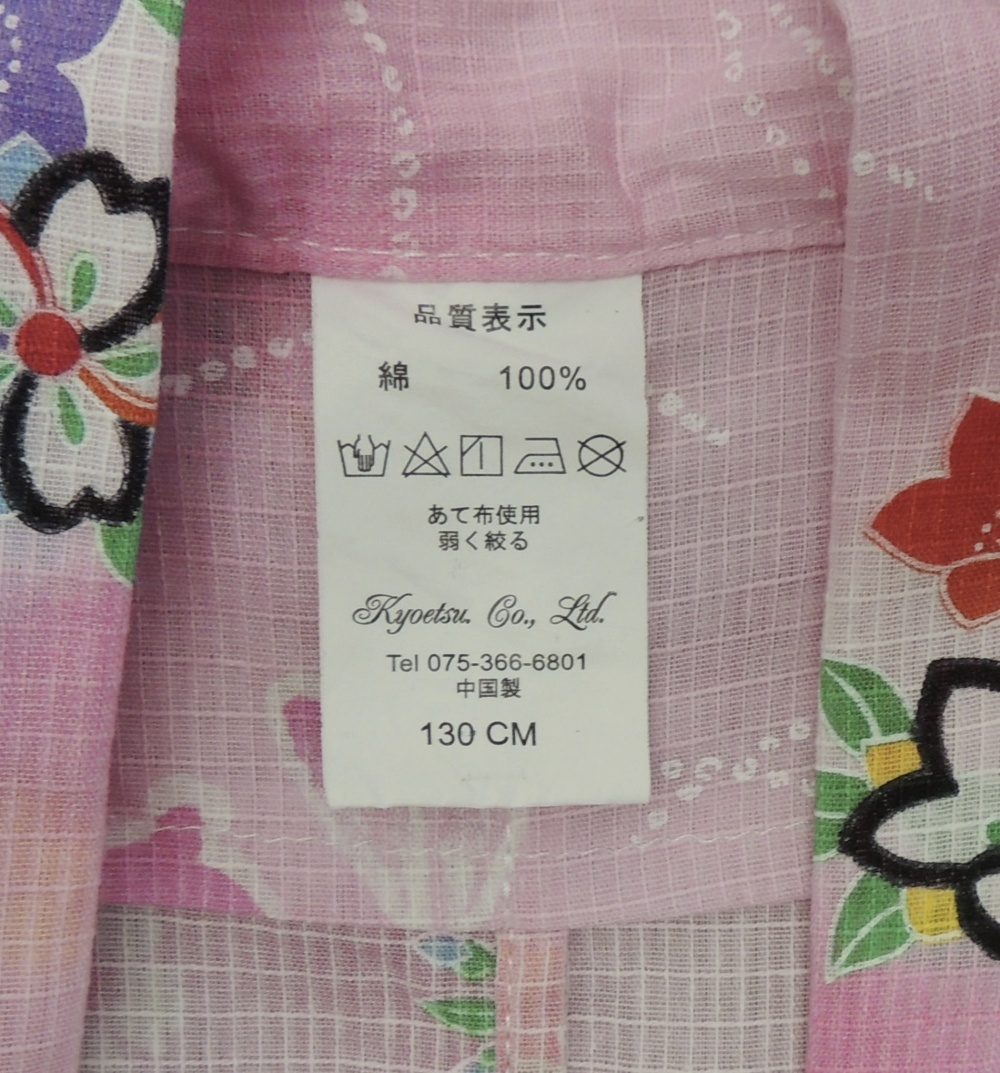 品質表示
綿 100%
あて布使用
弱く絞る
Kyoetsu. Co., Ltd.
Tel 075-366-6801
中国製
130 CM